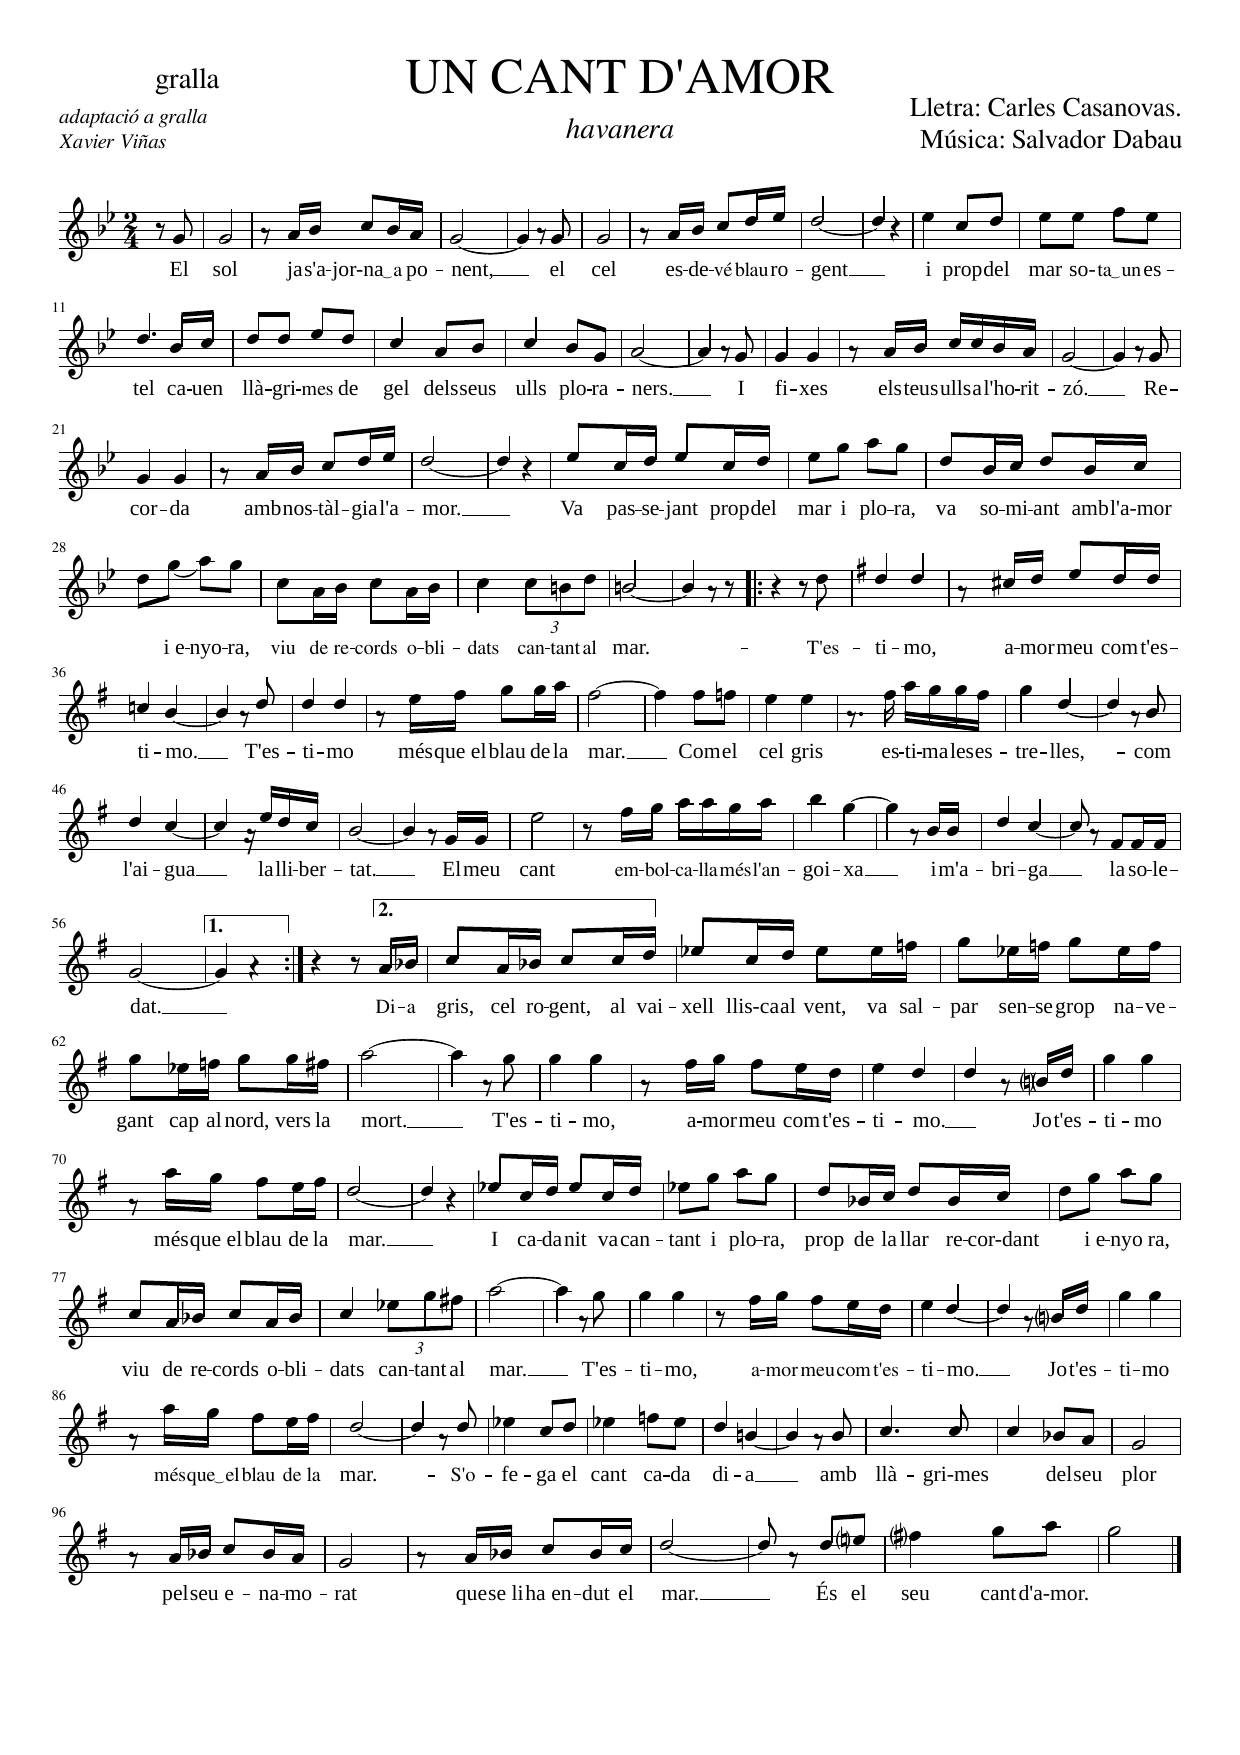 UN CANT D'AMOR
gralla
adaptació a gralla
Xavier Viñas
havanera
Lletra: Carles Casanovas.
Música: Salvador Dabau
El sol ja s'a-jor-na‿a po-nent, el cel es-de-vé blau ro-gent i prop del mar so-ta‿un es-
11
tel ca-uen llà-gri-mes de gel dels seus ulls plo-ra-ners. I fi-xes els teus ulls a l'ho-rit-zó. Re-
21
cor-da amb nos-tàl-gia l'a-mor. Va pas-se-jant prop del mar i plo-ra, va so-mi-ant amb l'a-mor
28
i e-nyo-ra, viu de re-cords o-bli-dats can-tant al mar. - T'es-ti-mo, a-mor meu com t'es-
3
36
ti-mo. T'es-ti-mo més que el blau de la mar. Com el cel gris es-ti-ma les es-tre-lles, - com
46
l'ai-gua la lli-ber-tat. El meu cant em-bol-ca-lla més l'an-goi-xa i m'a-bri-ga la so-le-
56
1. 2.
dat. Di-a gris, cel ro-gent, al vai-xell llis-ca al vent, va sal-par sen-se grop na-ve-
62
gant cap al nord, vers la mort. T'es-ti-mo, a-mor meu com t'es-ti-mo. Jo t'es-ti-mo
70
més que el blau de la mar. I ca-da nit va can-tant i plo-ra, prop de la llar re-cor-dant i e-nyo ra,
77
viu de re-cords o-bli-dats can-tant al mar. T'es-ti-mo, a-mor meu com t'es-ti-mo. Jo t'es-ti-mo
3
86
més que‿el blau de la mar. - S'o-fe-ga el cant ca-da di-a amb llà-gri-mes del seu plor
96
pel seu e-na-mo-rat que se li ha en-dut el mar. És el seu cant d'a-mor.